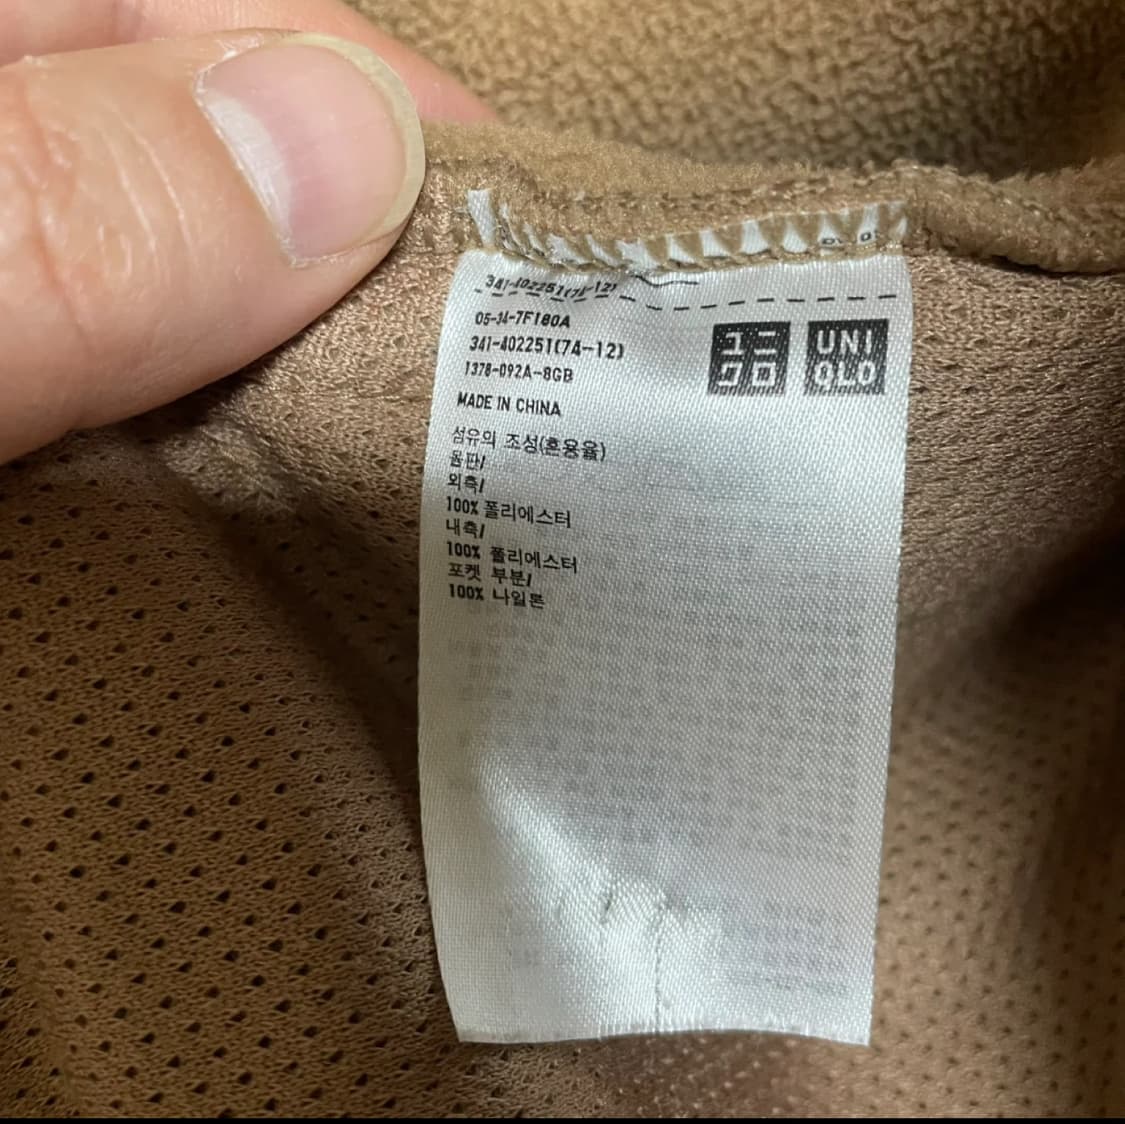 341-402251(74-12)
05-34-7F180A
341-402251(74-12)
1378-092A-8GB
MADE IN CHINA
ユニ
クロ
UNI
QLO
섬유의 조성(혼용율)
몸판/
외측/
100% 폴리에스터
내측/
100% 폴리에스터
포켓 부분/
100% 나일론